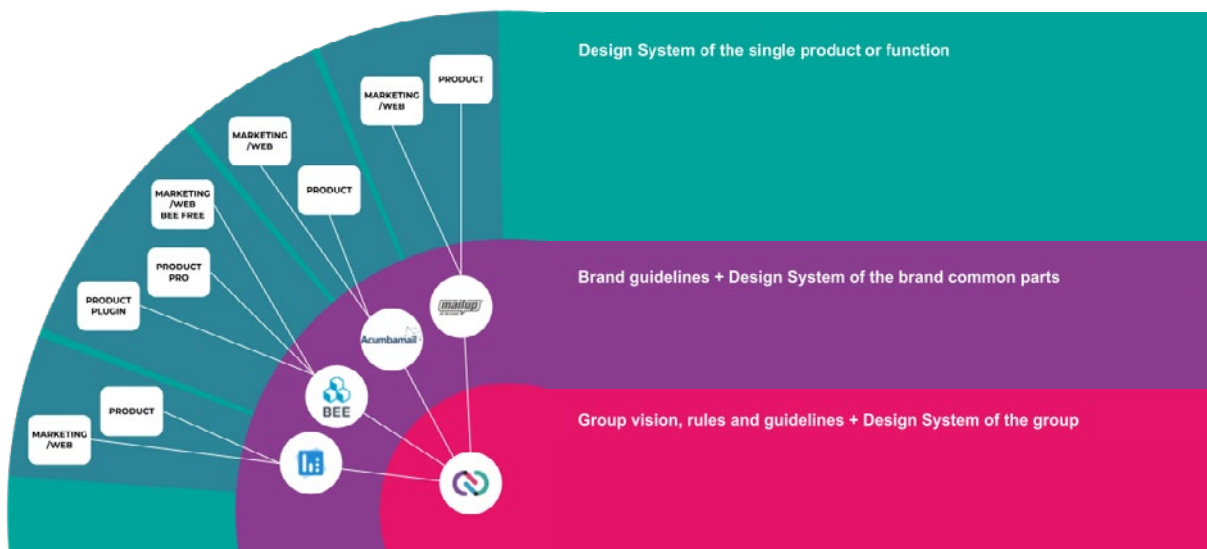 Design System of the single product or function
PRODUCT
MARKETING
/WEB
MARKETING
/WEB
PRODUCT
MARKETING
/WEB
BEE FREE
PRODUCT
PRO
PRODUCT
PLUGIN
Brand guidelines + Design System of the brand common parts
mailup
Acumbamail
BEE
PRODUCT
MARKETING
/WEB
Group vision, rules and guidelines + Design System of the group